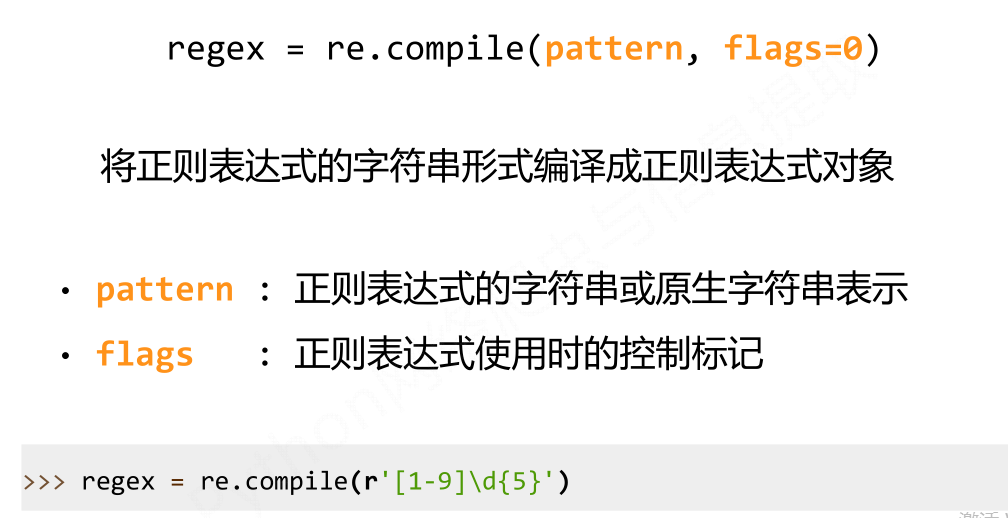 regex = re.compile(pattern, flags=0)
将正则表达式的字符串形式编译成正则表达式对象
• pattern : 正则表达式的字符串或原生字符串表示
• flags : 正则表达式使用时的控制标记
>>> regex = re.compile(r'[1-9]\d{5}')